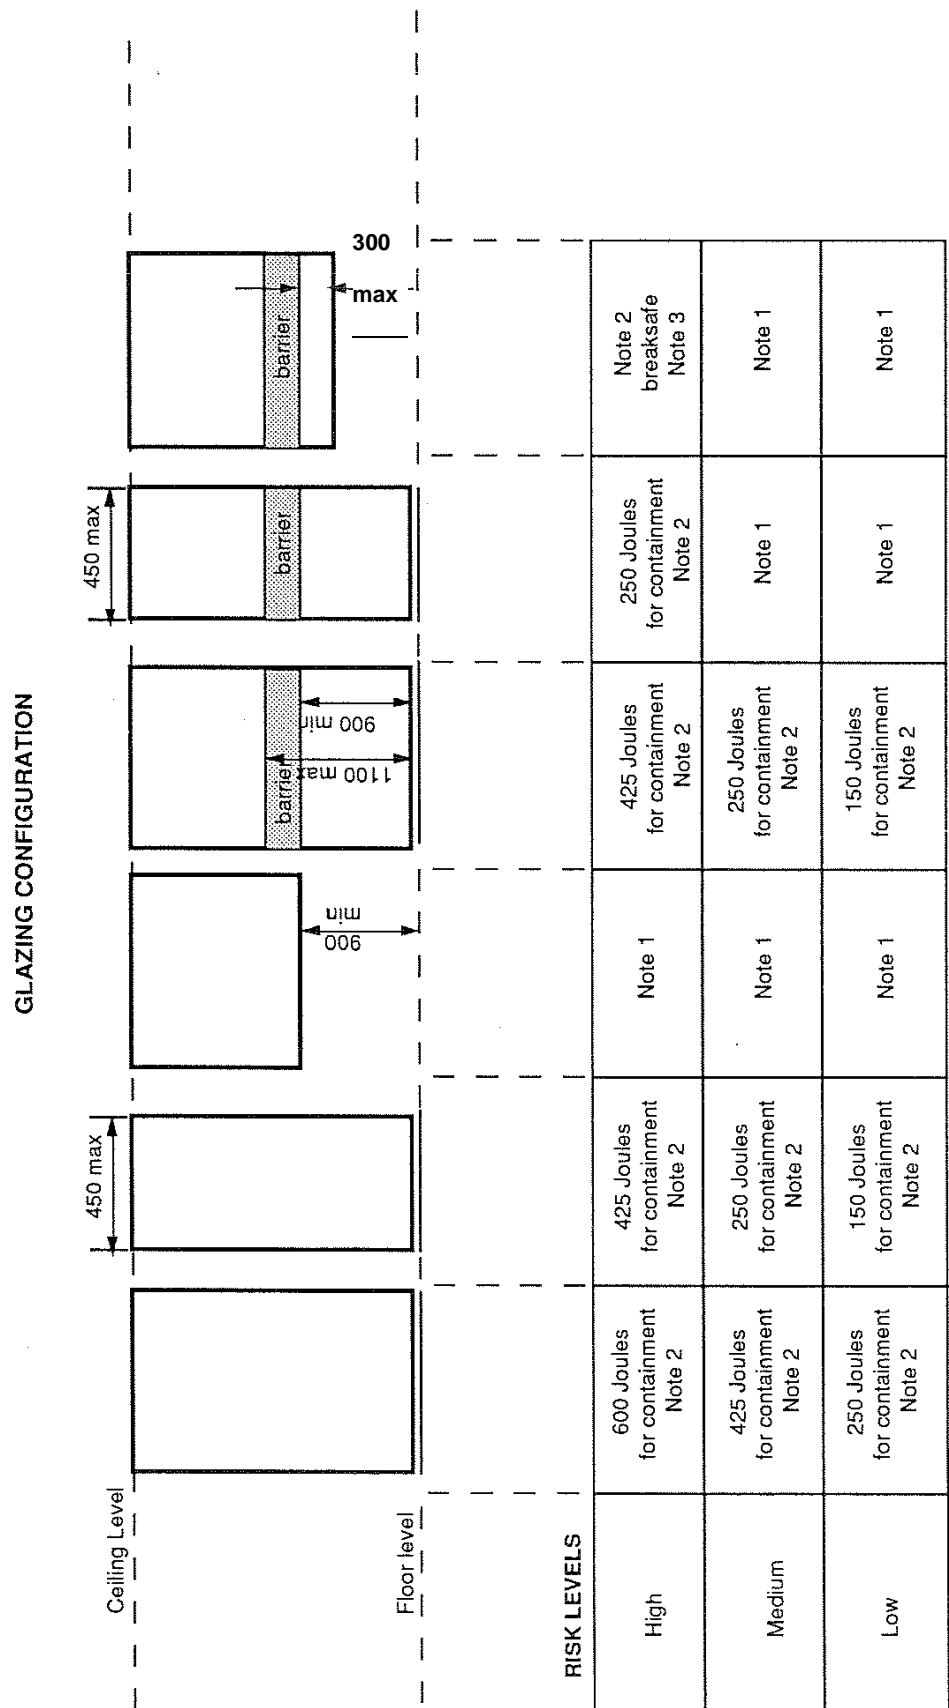 GLAZING CONFIGURATION
Ceiling Level
Floor level
450 max
900
min
barrier
1100 max
900 min
450 max
barrier
barrier
300
max
RISK LEVELS
High
600 Joules
for containment
Note 2
425 Joules
for containment
Note 2
Note 1
425 Joules
for containment
Note 2
250 Joules
for containment
Note 2
Note 2
breaksafe
Note 3
Medium
425 Joules
for containment
Note 2
250 Joules
for containment
Note 2
Note 1
250 Joules
for containment
Note 2
Note 1
Note 1
Low
250 Joules
for containment
Note 2
150 Joules
for containment
Note 2
Note 1
150 Joules
for containment
Note 2
Note 1
Note 1